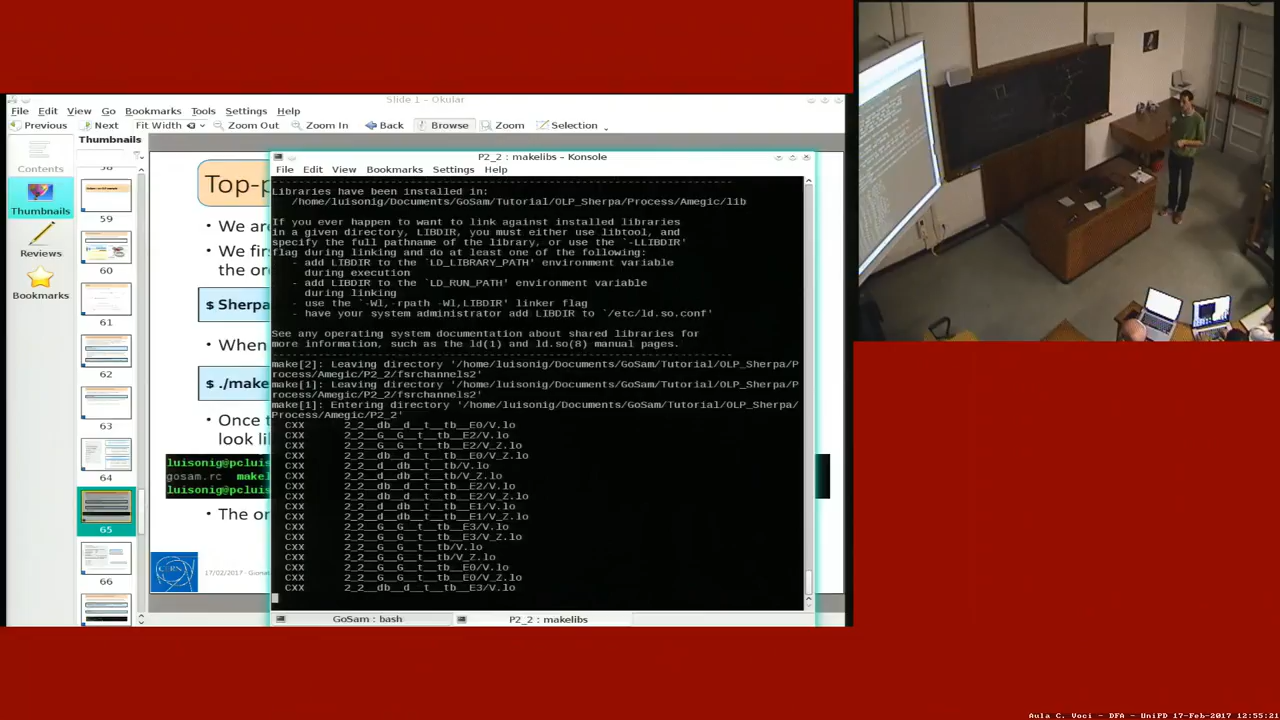 Slide 1 – Okular
File Edit View Go Bookmarks Tools Settings Help
Previous Next Fit Width Zoom Out Zoom In Back Browse Zoom Selection
Contents
Thumbnails
Reviews
Bookmarks
Thumbnails
58
59
60
61
62
63
64
65
66
Top-p
• We are
• We firs
the or
$ Sherpa
• When
$ ./make
• Once t
look lik
luisonig@pcluis
gosam.rc makel
luisonig@pcluis
• The or
CERN
17/02/2017 - Giona
P2_2 : makelibs – Konsole
File Edit View Bookmarks Settings Help
Libraries have been installed in:
/home/luisonig/Documents/GoSam/Tutorial/OLP_Sherpa/Process/Amegic/lib
If you ever happen to want to link against installed libraries
in a given directory, LIBDIR, you must either use libtool, and
specify the full pathname of the library, or use the `-LLIBDIR'
flag during linking and do at least one of the following:
- add LIBDIR to the `LD_LIBRARY_PATH' environment variable
during execution
- add LIBDIR to the `LD_RUN_PATH' environment variable
during linking
- use the `-Wl,-rpath -Wl,LIBDIR' linker flag
- have your system administrator add LIBDIR to `/etc/ld.so.conf'
See any operating system documentation about shared libraries for
more information, such as the ld(1) and ld.so(8) manual pages.
make[2]: Leaving directory '/home/luisonig/Documents/GoSam/Tutorial/OLP_Sherpa/P
rocess/Amegic/P2_2/fsrchannels2'
make[1]: Leaving directory '/home/luisonig/Documents/GoSam/Tutorial/OLP_Sherpa/P
rocess/Amegic/P2_2/fsrchannels2'
make[1]: Entering directory '/home/luisonig/Documents/GoSam/Tutorial/OLP_Sherpa/
Process/Amegic/P2_2'
CXX 2_2__db__d__t__tb__E0/V.lo
CXX 2_2__G__G__t__tb__E2/V.lo
CXX 2_2__G__G__t__tb__E2/V_Z.lo
CXX 2_2__db__d__t__tb__E0/V_Z.lo
CXX 2_2__d__db__t__tb/V.lo
CXX 2_2__d__db__t__tb/V_Z.lo
CXX 2_2__db__d__t__tb__E2/V.lo
CXX 2_2__db__d__t__tb__E2/V_Z.lo
CXX 2_2__d__db__t__tb__E1/V.lo
CXX 2_2__d__db__t__tb__E1/V_Z.lo
CXX 2_2__G__G__t__tb__E3/V.lo
CXX 2_2__G__G__t__tb__E3/V_Z.lo
CXX 2_2__G__G__t__tb/V.lo
CXX 2_2__G__G__t__tb/V_Z.lo
CXX 2_2__G__G__t__tb__E0/V.lo
CXX 2_2__G__G__t__tb__E0/V_Z.lo
CXX 2_2__db__d__t__tb__E3/V.lo
GoSam : bash
P2_2 : makelibs
Aula C. Voci - DFA - UniPD 17-Feb-2017 12:55:21